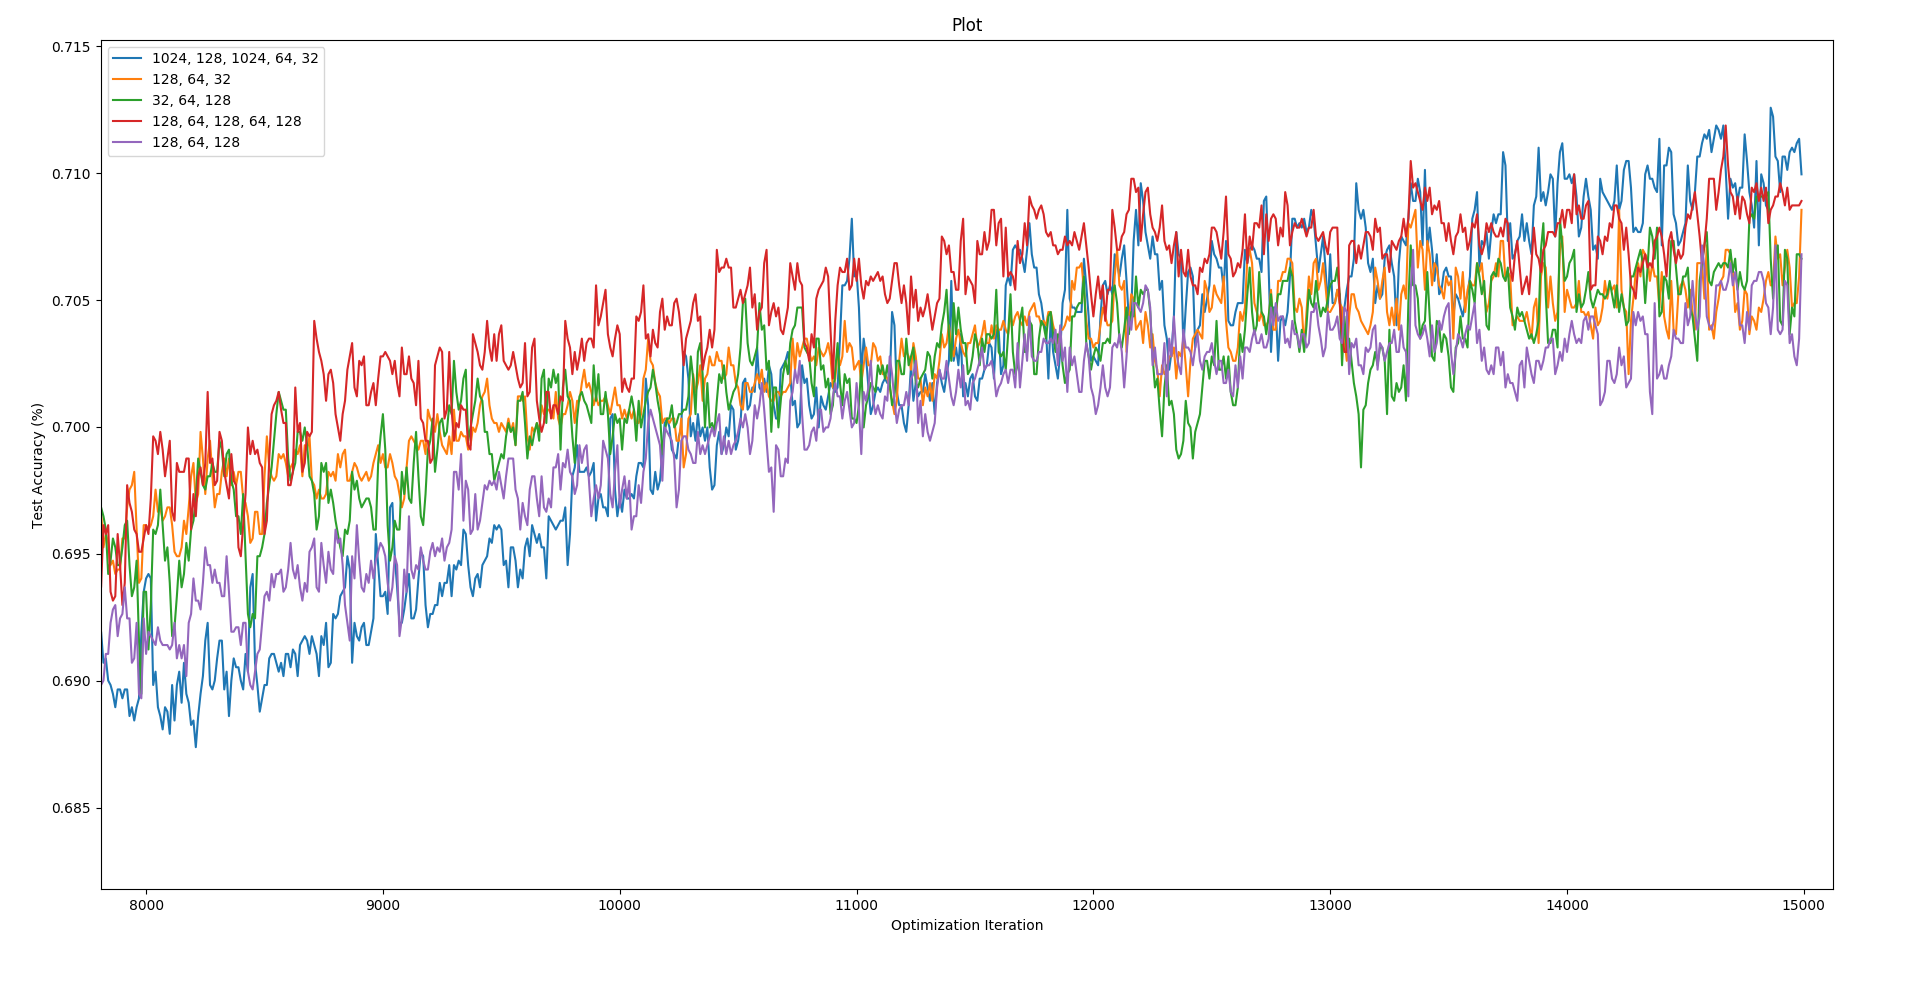 Plot
1024, 128, 1024, 64, 32
128, 64, 32
32, 64, 128
128, 64, 128, 64, 128
128, 64, 128
Test Accuracy (%)
0.715
0.710
0.705
0.700
0.695
0.690
0.685
8000 9000 10000 11000 12000 13000 14000 15000
Optimization Iteration